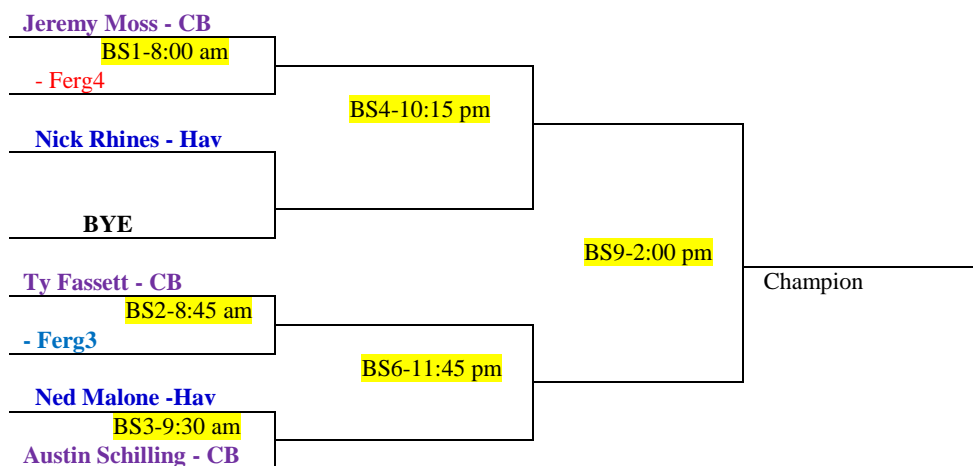 Jeremy Moss - CB
BS1-8:00 am
- Ferg4
BS4-10:15 pm
Nick Rhines - Hav
BYE
BS9-2:00 pm
Champion
Ty Fassett - CB
BS2-8:45 am
- Ferg3
BS6-11:45 pm
Ned Malone -Hav
BS3-9:30 am
Austin Schilling - CB